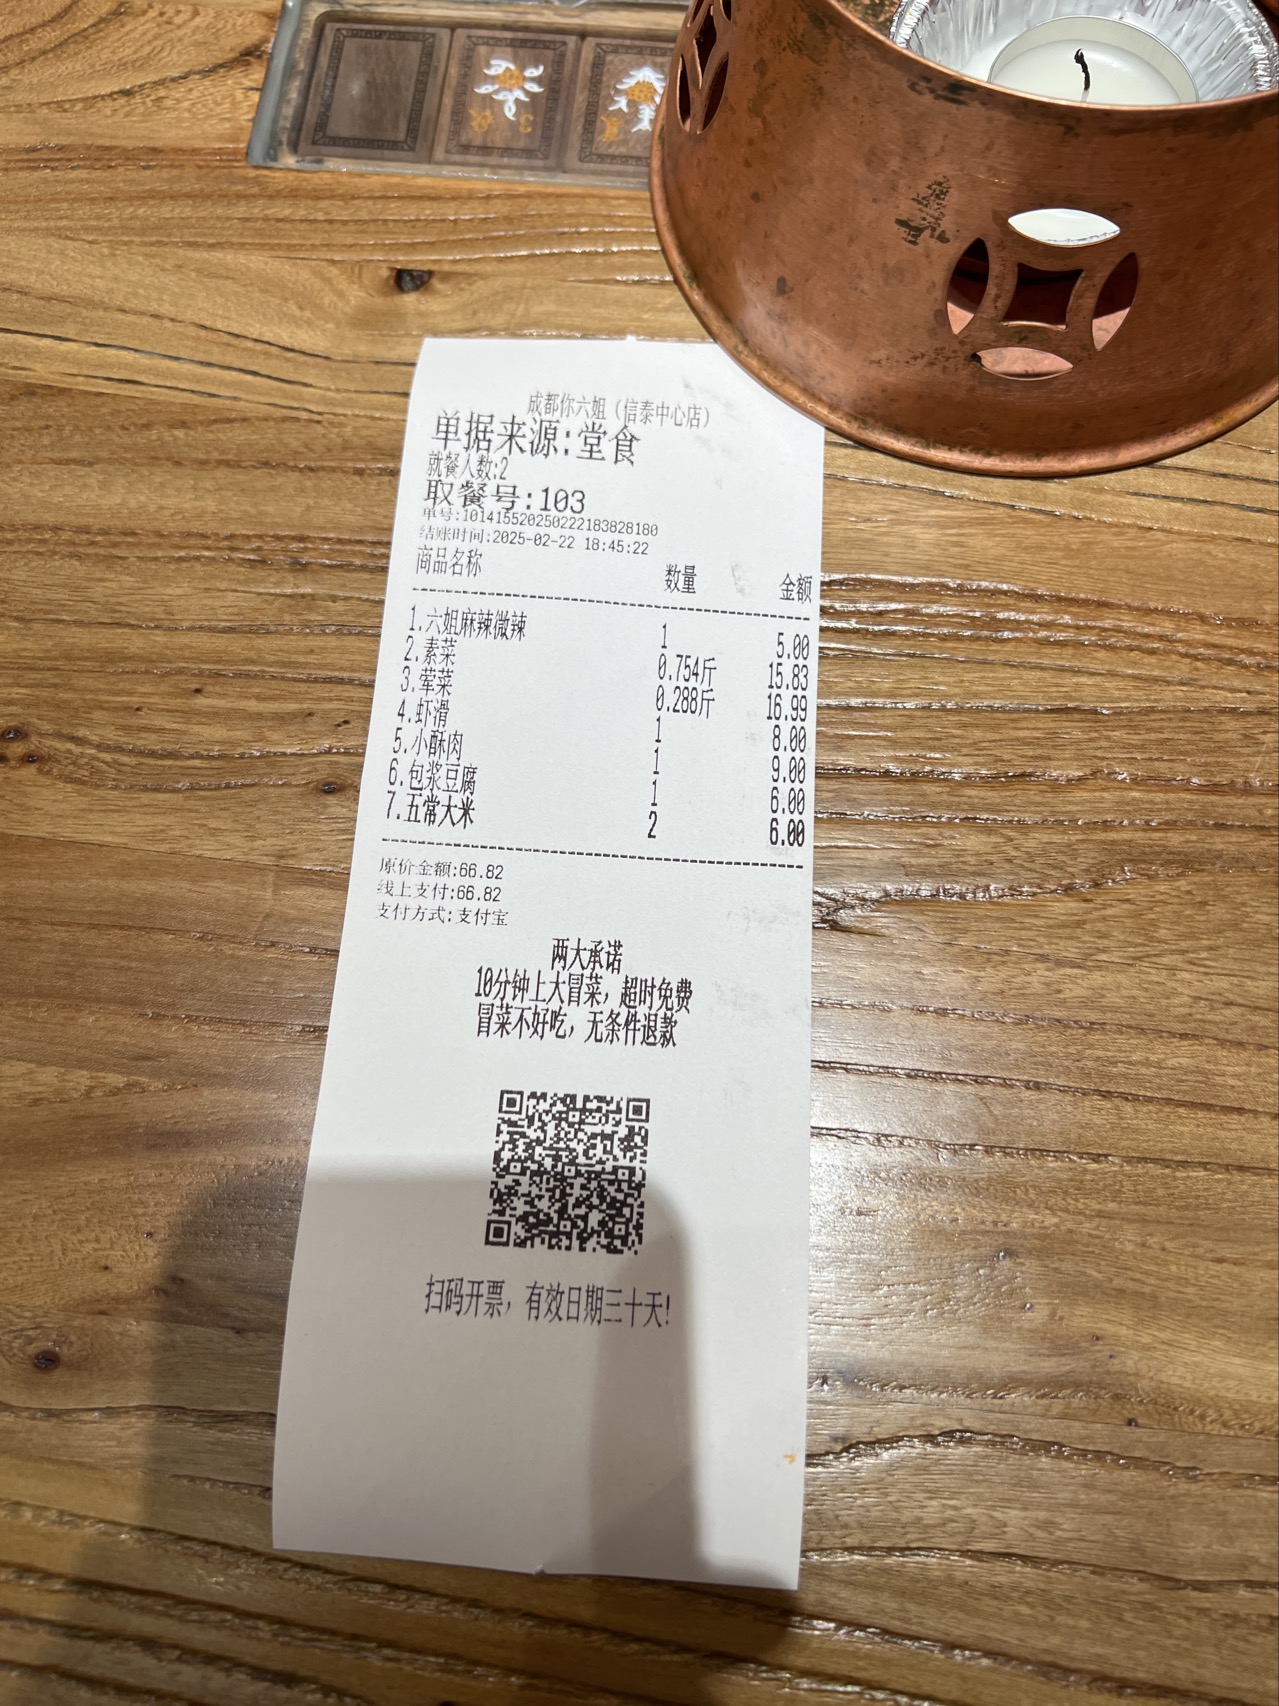 成都你六姐（信泰中心店）
单据来源:堂食
就餐人数:2
取餐号:103
单号:101415520250222183828180
结账时间:2025-02-22 18:45:22
商品名称 数量 金额
1.六姐麻辣微辣 1 5.00
2.素菜 0.754斤 15.83
3.荤菜 0.288斤 16.99
4.虾滑 1 8.00
5.小酥肉 1 9.00
6.包浆豆腐 1 6.00
7.五常大米 2 6.00
原价金额:66.82
线上支付:66.82
支付方式:支付宝
两大承诺
10分钟上大冒菜，超时免费
冒菜不好吃，无条件退款
扫码开票，有效日期三十天!